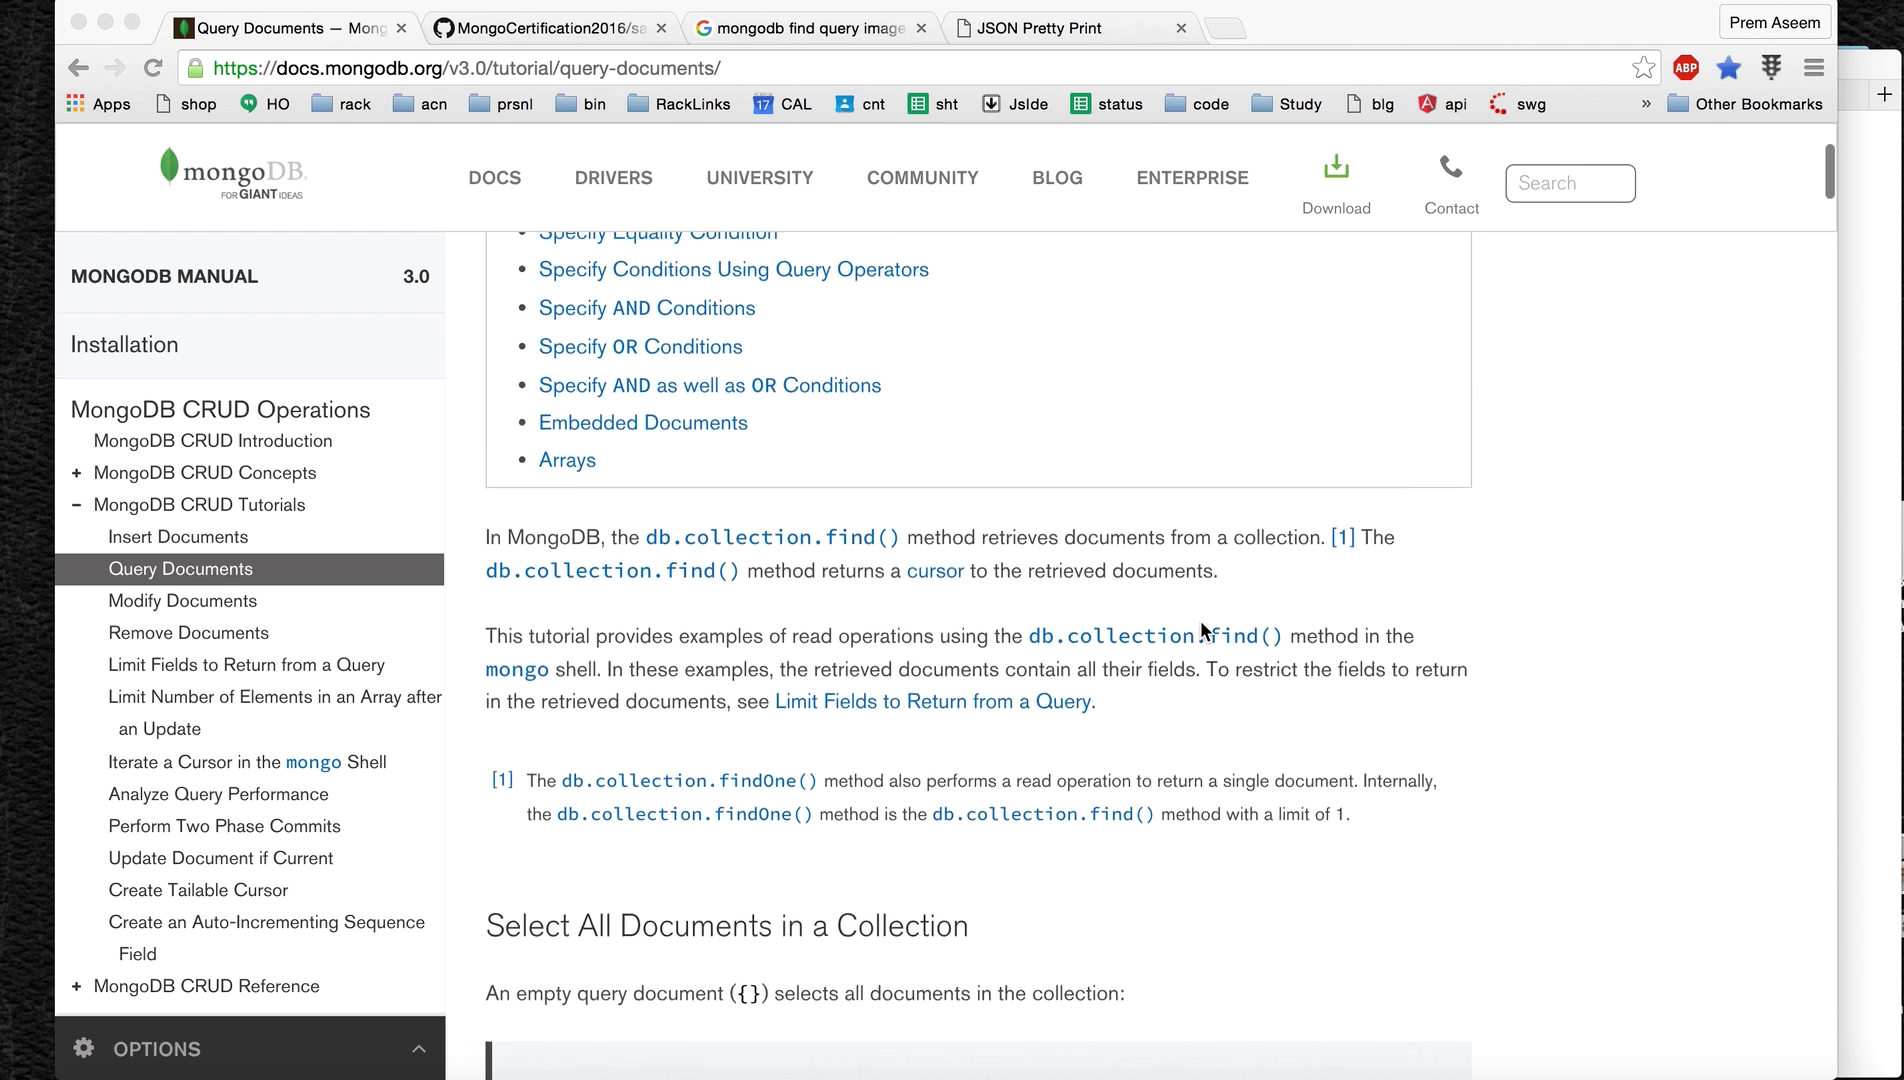 Query Documents — Mong
MongoCertification2016/sa
mongodb find query image
JSON Pretty Print
Prem Aseem
https://docs.mongodb.org/v3.0/tutorial/query-documents/
ABP
Apps shop HO rack acn prsnl bin RackLinks 17 CAL cnt sht JsIde status code Study blg api swg » Other Bookmarks
mongoDB.
FOR GIANT IDEAS
DOCS DRIVERS UNIVERSITY COMMUNITY BLOG ENTERPRISE
Download
Contact
Search
MONGODB MANUAL 3.0
Installation
MongoDB CRUD Operations
MongoDB CRUD Introduction
+ MongoDB CRUD Concepts
– MongoDB CRUD Tutorials
Insert Documents
Query Documents
Modify Documents
Remove Documents
Limit Fields to Return from a Query
Limit Number of Elements in an Array after
an Update
Iterate a Cursor in the mongo Shell
Analyze Query Performance
Perform Two Phase Commits
Update Document if Current
Create Tailable Cursor
Create an Auto-Incrementing Sequence
Field
+ MongoDB CRUD Reference
OPTIONS
• Specify Equality Condition
• Specify Conditions Using Query Operators
• Specify AND Conditions
• Specify OR Conditions
• Specify AND as well as OR Conditions
• Embedded Documents
• Arrays
In MongoDB, the db.collection.find() method retrieves documents from a collection. [1] The
db.collection.find() method returns a cursor to the retrieved documents.
This tutorial provides examples of read operations using the db.collection.find() method in the
mongo shell. In these examples, the retrieved documents contain all their fields. To restrict the fields to return
in the retrieved documents, see Limit Fields to Return from a Query.
[1] The db.collection.findOne() method also performs a read operation to return a single document. Internally,
the db.collection.findOne() method is the db.collection.find() method with a limit of 1.
Select All Documents in a Collection
An empty query document ({}) selects all documents in the collection: